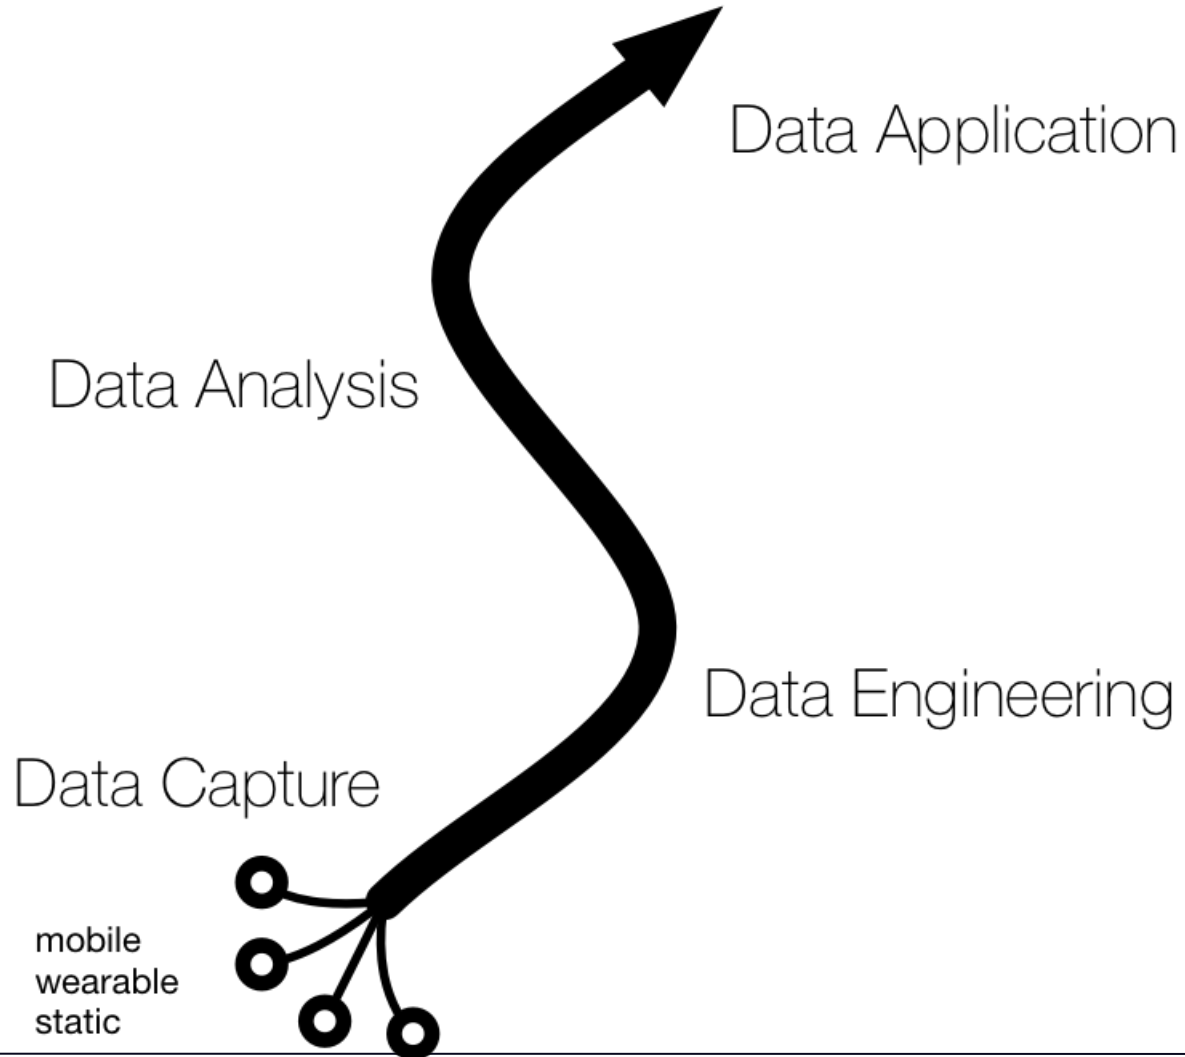 Data Application
Data Analysis
Data Engineering
Data Capture
mobile
wearable
static